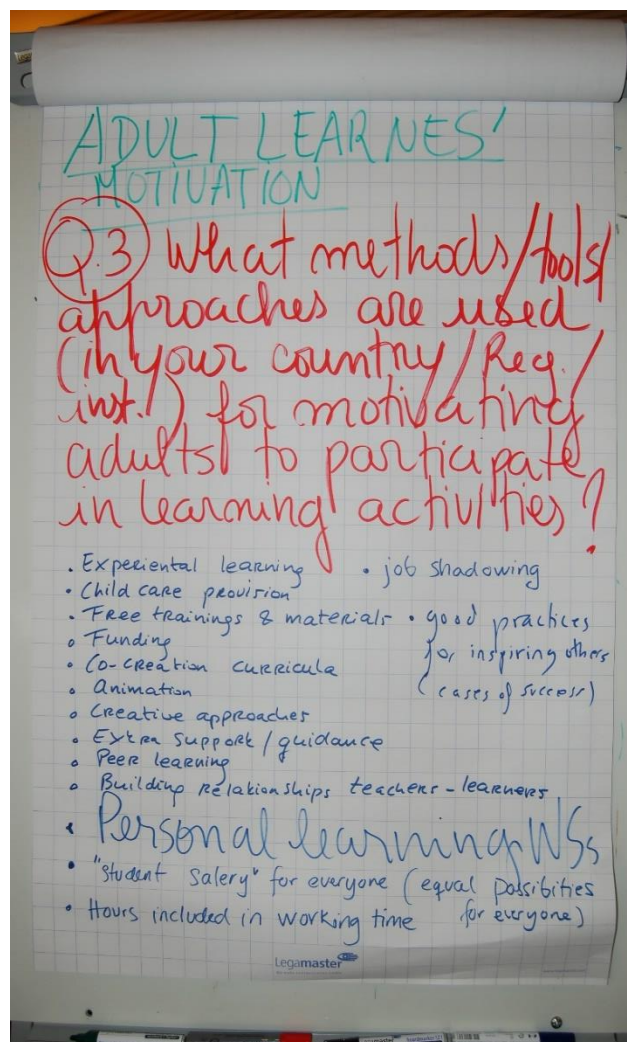 ADULT LEARNES'
MOTIVATION
Q.3 What methods/tools/
approaches are used
(in your country/Reg./
inst.) for motivating
adults to participate
in learning activities?
• Experiental learning
• Child care provision
• Free trainings & materials
• Funding
• Co-creation curricula
• Animation
• Creative approaches
• Extra support/guidance
• Peer learning
• Building relationships teachers - learners
• Personal learning WSs
• "student salery" for everyone (equal possibities
for everyone)
• Hours included in working time
• job shadowing
• good practices
for inspiring others
(cases of success)
Legamaster